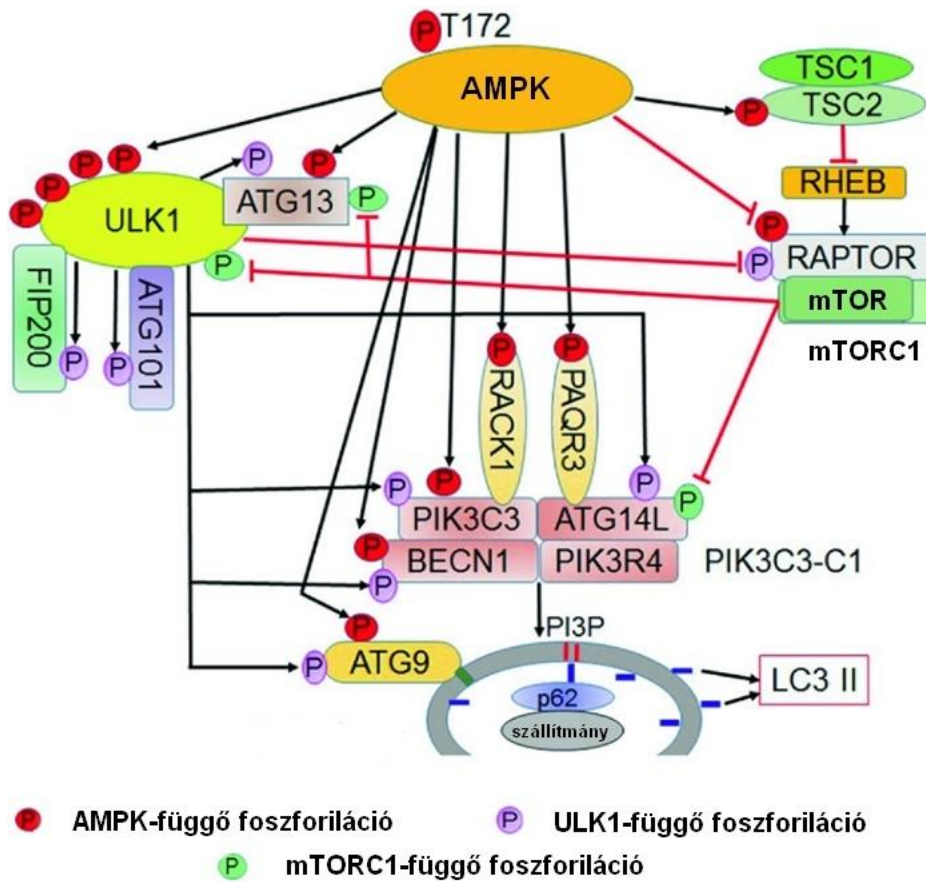 P T172
AMPK
TSC1
TSC2
P
RHEB
P
P
RAPTOR
mTOR
mTORC1
P P P P
P
P
ATG13
P
ULK1
P
FIP200
P
ATG101
P
P
RACK1
P
PAQR3
P
P
P
P
PIK3C3
ATG14L
P
BECN1
PIK3R4
PIK3C3-C1
P
P
P
ATG9
PI3P
p62
szállítmány
LC3 II
P AMPK-függő foszforiláció
P ULK1-függő foszforiláció
P mTORC1-függő foszforiláció